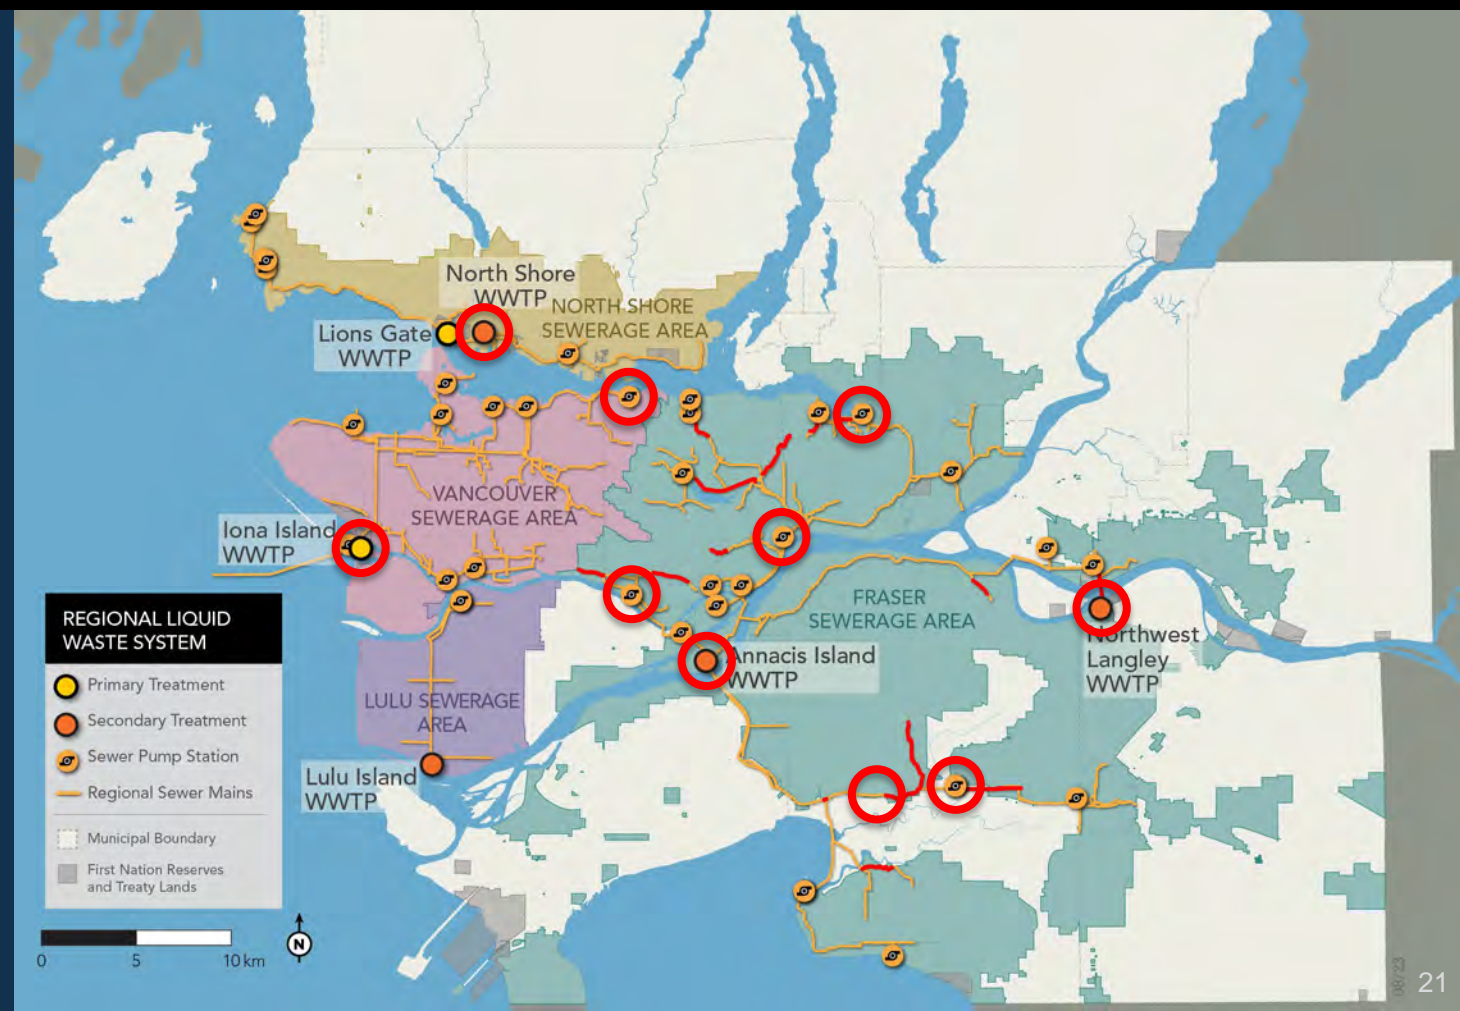 North Shore
WWTP
NORTH SHORE
SEWERAGE AREA
Lions Gate
WWTP
VANCOUVER
SEWERAGE AREA
Iona Island
WWTP
FRASER
SEWERAGE AREA
Northwest
Langley
WWTP
Annacis Island
WWTP
LULU SEWERAGE
AREA
Lulu Island
WWTP
REGIONAL LIQUID
WASTE SYSTEM
Primary Treatment
Secondary Treatment
Sewer Pump Station
Regional Sewer Mains
Municipal Boundary
First Nation Reserves
and Treaty Lands
0 5 10 km
N
08/23
21